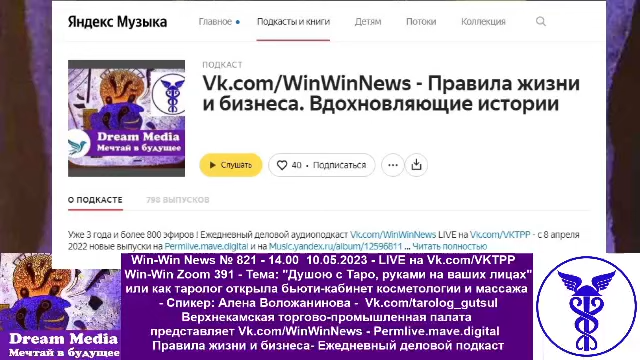 Яндекс Музыка
Главное
Подкасты и книги
Детям
Потоки
Коллекция
ПОДКАСТ
Vk.com/WinWinNews - Правила жизни
и бизнеса. Вдохновляющие истории
Dream Media
Мечтай в будущее
Слушать
40 • Подписаться
О ПОДКАСТЕ
798 ВЫПУСКОВ
Уже 3 года и более 800 эфиров ! Ежедневный деловой аудиоподкаст Vk.com/WinWinNews LIVE на Vk.com/VKTPP - с 8 апреля
2022 новые выпуски на Permlive.mave.digital и на Music.yandex.ru/album/12596811 ... Читать полностью
Win-Win News № 821 - 14.00 10.05.2023 - LIVE на Vk.com/VKTPP
Win-Win Zoom 391 - Тема: "Душою с Таро, руками на ваших лицах"
или как таролог открыла бьюти-кабинет косметологии и массажа
- Спикер: Алена Воложанинова - Vk.com/tarolog_gutsul
Верхнекамская торгово-промышленная палата
представляет Vk.com/WinWinNews - Permlive.mave.digital
Правила жизни и бизнеса- Ежедневный деловой подкаст
Dream Media
Мечтай в будущее